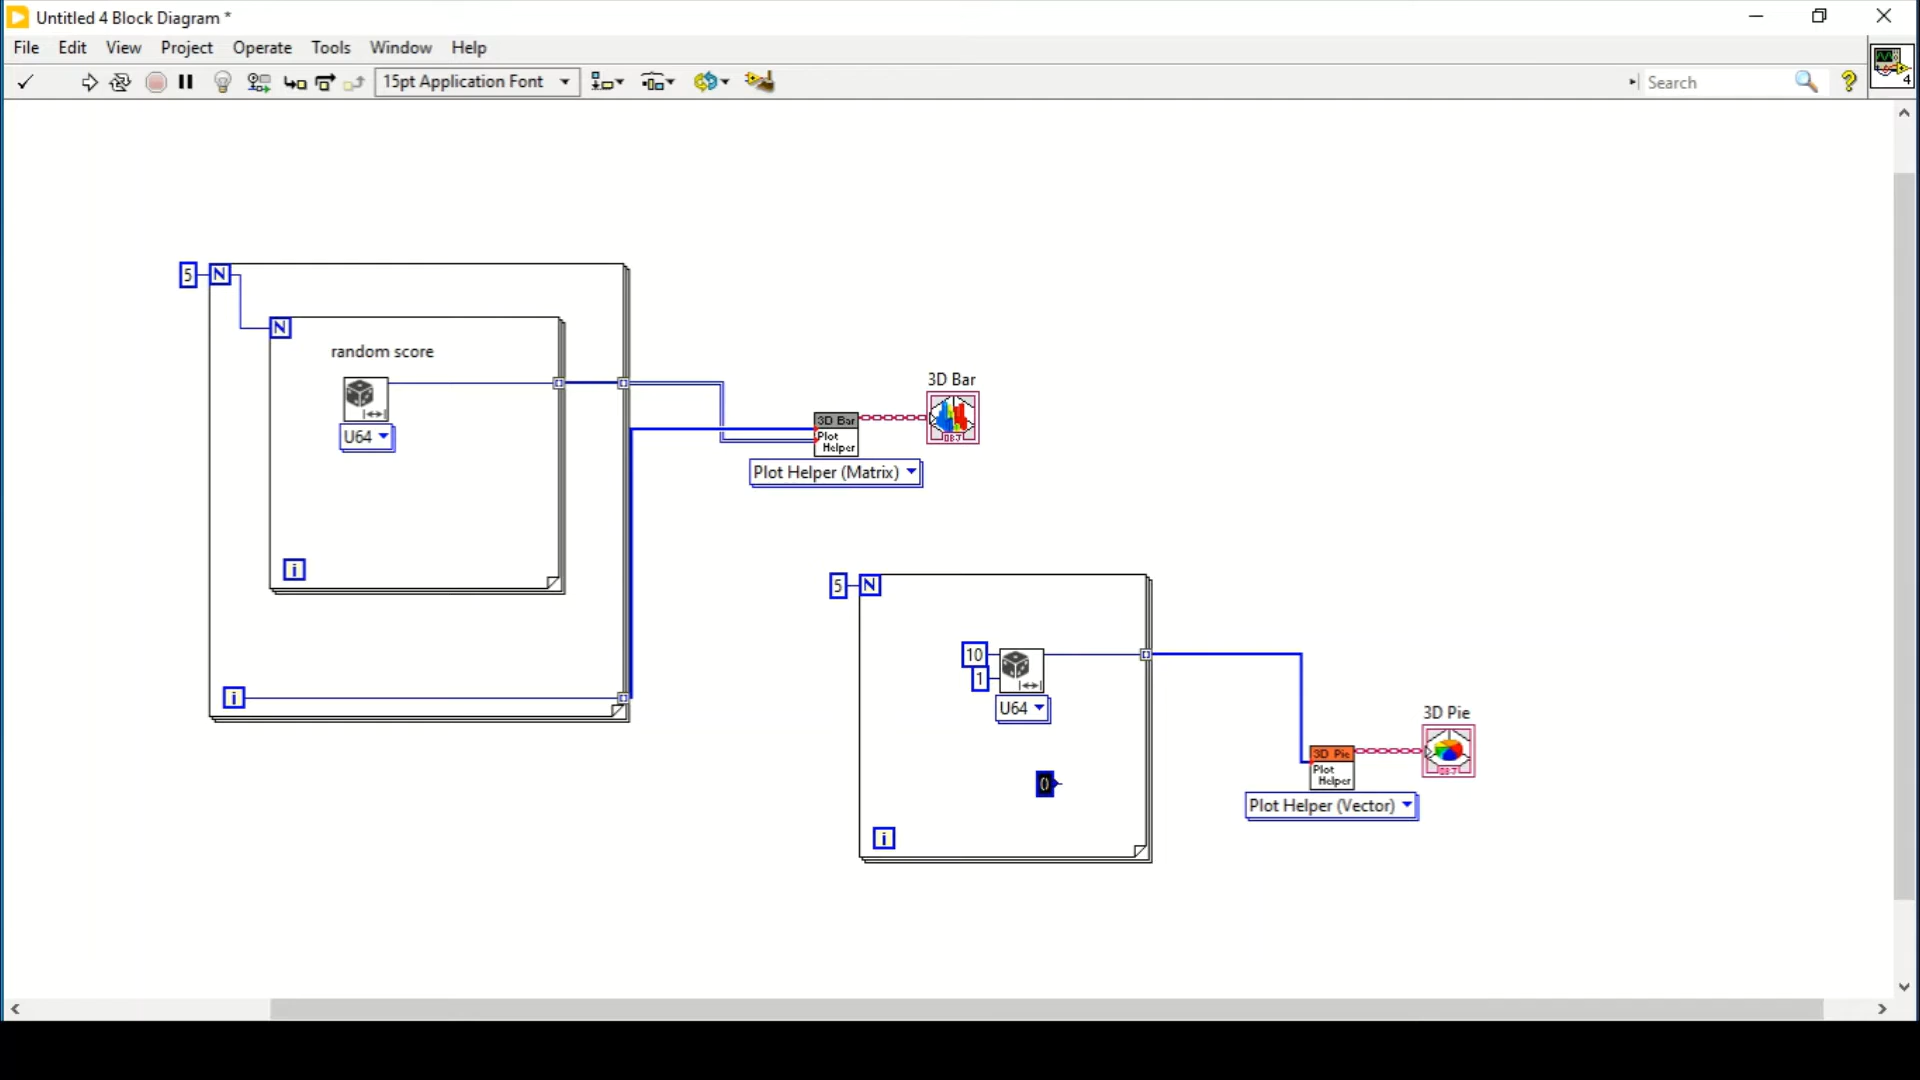 Untitled 4 Block Diagram *
File Edit View Project Operate Tools Window Help
15pt Application Font
Search
4
5 N
N
random score
U64
i
i
3D Bar
3D Bar
Plot
Helper
Plot Helper (Matrix)
5 N
10
1
U64
0
i
3D Pie
3D Pie
Plot
Helper
Plot Helper (Vector)